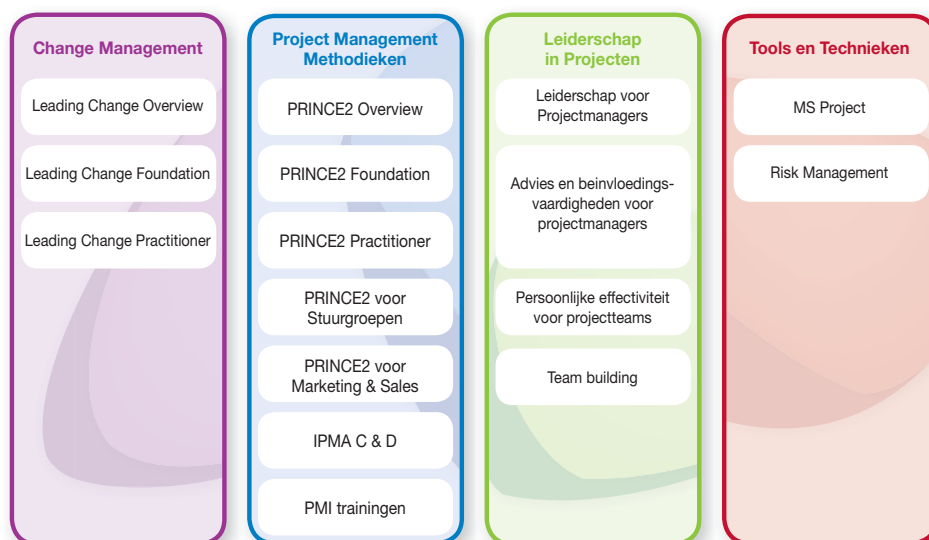 Change Management
Leading Change Overview
Leading Change Foundation
Leading Change Practitioner
Project Management
Methodieken
PRINCE2 Overview
PRINCE2 Foundation
PRINCE2 Practitioner
PRINCE2 voor
Stuurgroepen
PRINCE2 voor
Marketing & Sales
IPMA C & D
PMI trainingen
Leiderschap
in Projecten
Leiderschap voor
Projectmanagers
Advies en beinvloedings-
vaardigheden voor
projectmanagers
Persoonlijke effectiviteit
voor projectteams
Team building
Tools en Technieken
MS Project
Risk Management